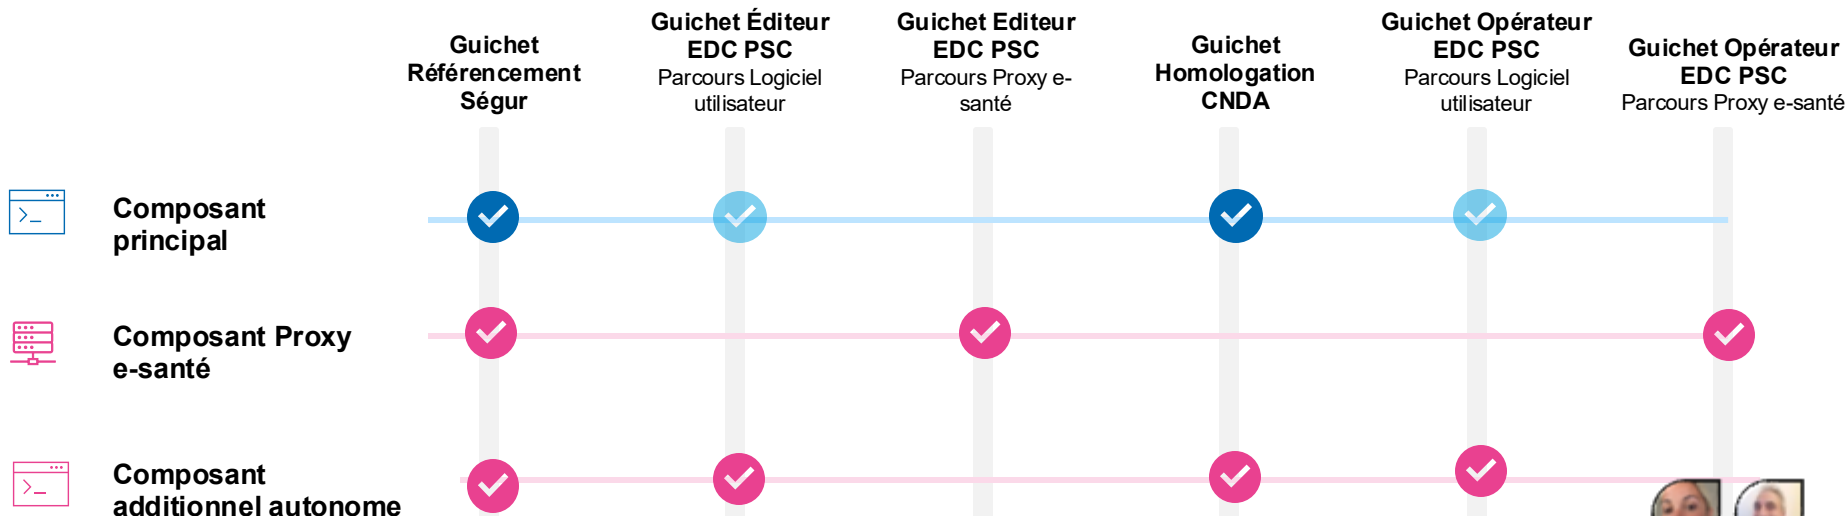 Guichet
Référencement
Ségur
Guichet Éditeur
EDC PSC
Parcours Logiciel
utilisateur
Guichet Editeur
EDC PSC
Parcours Proxy e-
santé
Guichet
Homologation
CNDA
Guichet Opérateur
EDC PSC
Parcours Logiciel
utilisateur
Guichet Opérateur
EDC PSC
Parcours Proxy e-santé
Composant
principal
Composant Proxy
e-santé
Composant
additionnel autonome